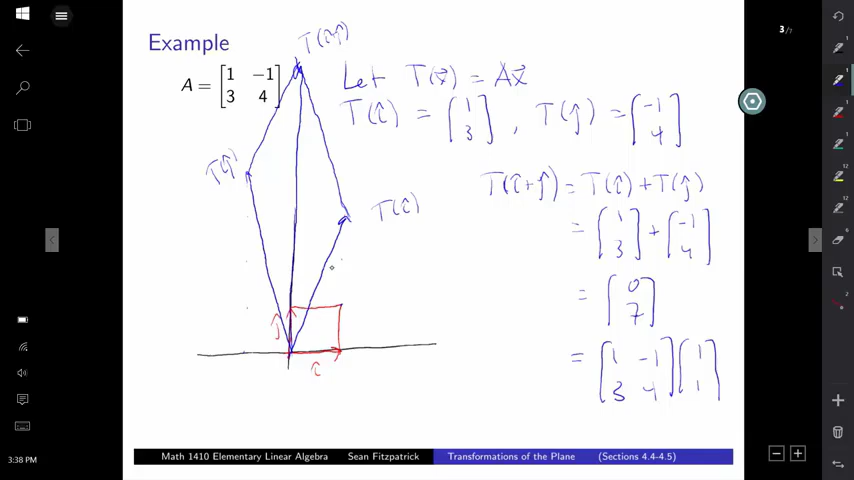 3/7
Example
T(î+ĵ)
A = [1 -1; 3 4]
Let T(x⃗) = Ax⃗
T(î) = [1; 3], T(ĵ) = [-1; 4]
T(ĵ)
T(î)
T(î+ĵ) = T(î) + T(ĵ)
= [1; 3] + [-1; 4]
= [0; 7]
= [1 -1; 3 4][1; 1]
ĵ
î
3:38 PM
Math 1410 Elementary Linear Algebra Sean Fitzpatrick Transformations of the Plane (Sections 4.4-4.5)